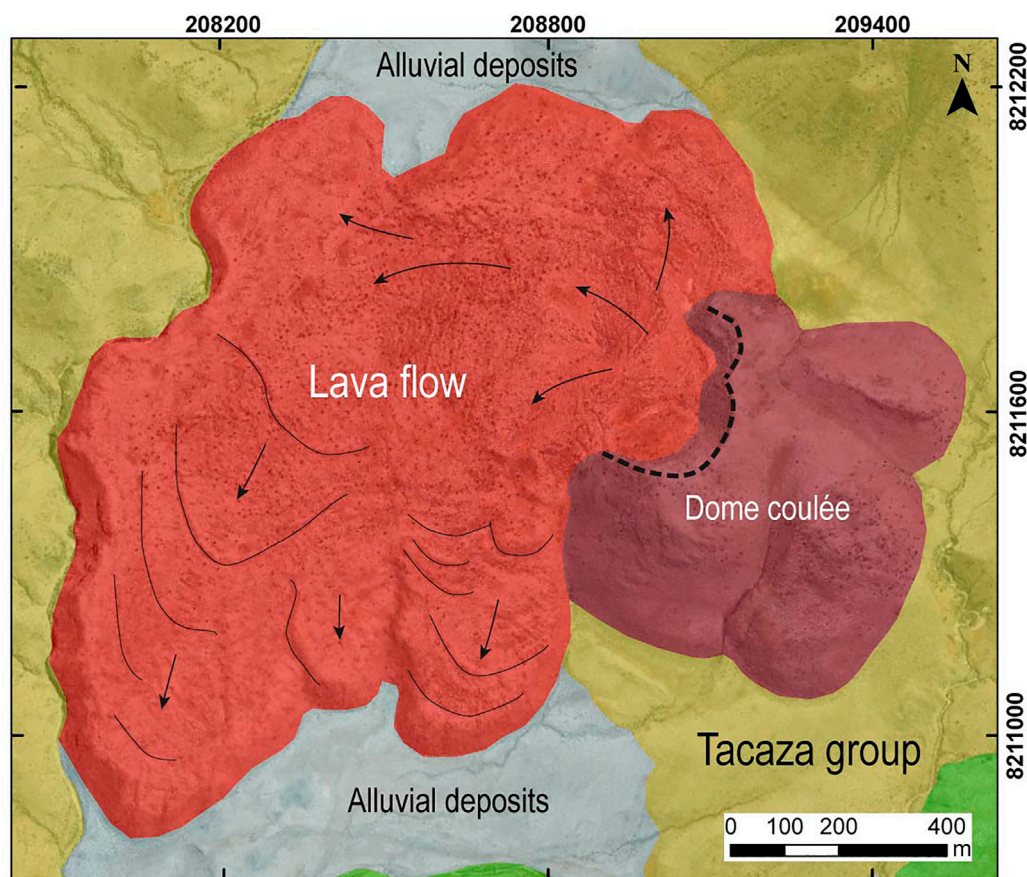 208200
208800
209400
Alluvial deposits
N
8212200
Lava flow
8211600
Dome coulée
8211000
Tacaza group
Alluvial deposits
0 100 200 400
m